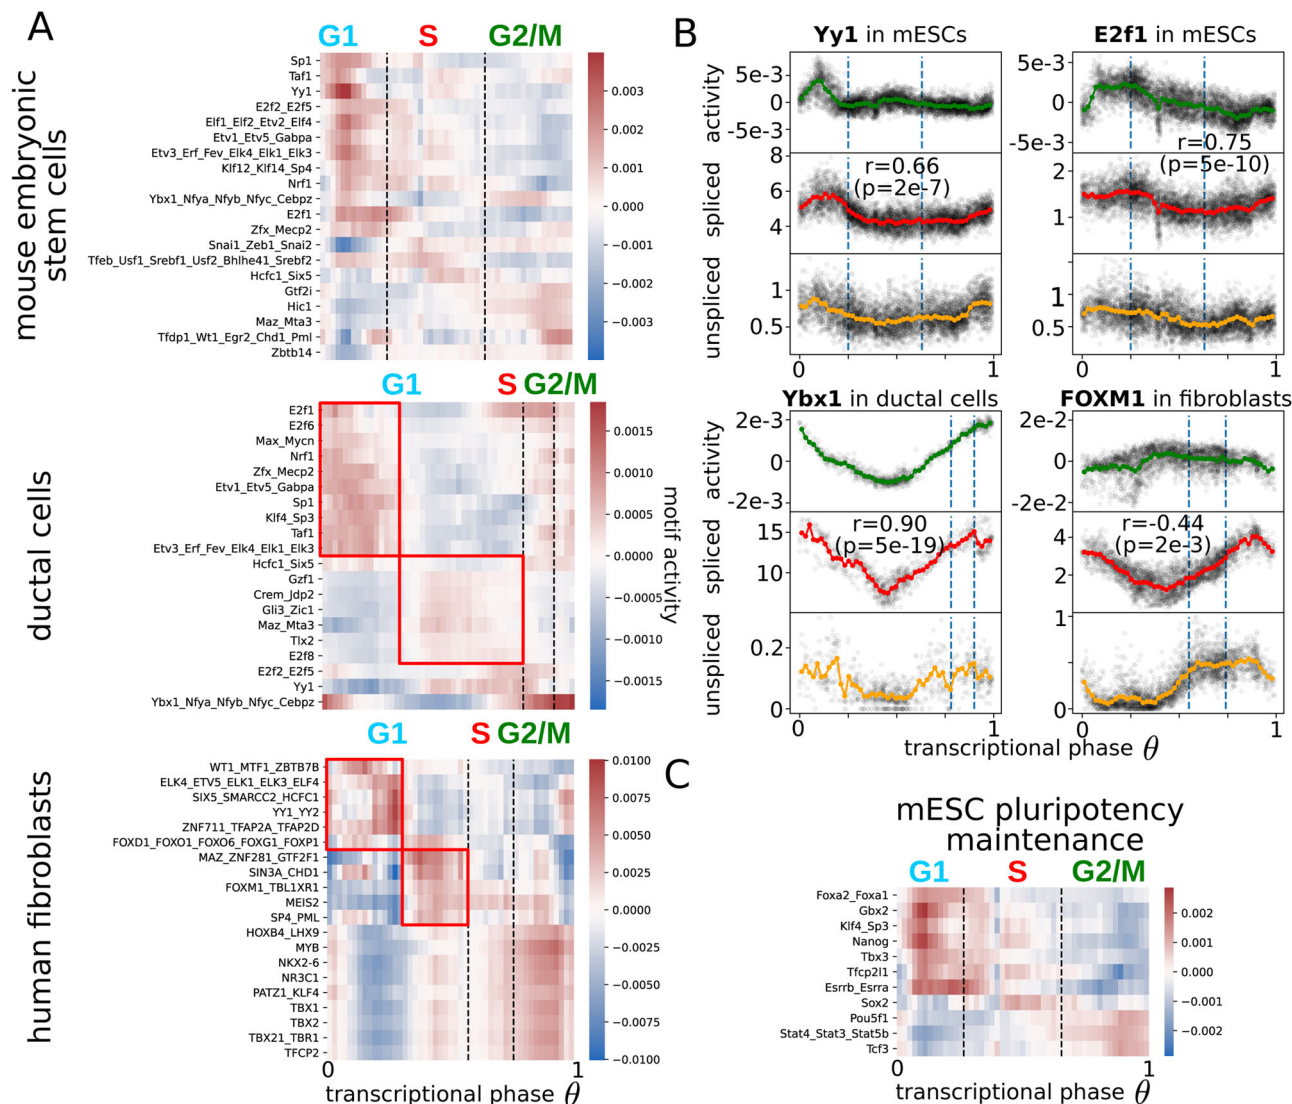 A
G1 S G2/M
mouse embryonic
stem cells
Sp1
Taf1
Yy1
E2f2_E2f5
Elf1_Elf2_Etv2_Elf4
Etv1_Etv5_Gabpa
Etv3_Erf_Fev_Elk4_Elk1_Elk3
Klf12_Klf14_Sp4
Nrf1
Ybx1_Nfya_Nfyb_Nfyc_Cebpz
E2f1
Zfx_Mecp2
Snai1_Zeb1_Snai2
Tfeb_Usf1_Srebf1_Usf2_Bhlhe41_Srebf2
Hcfc1_Six5
Gtf2i
Hic1
Maz_Mta3
Tfdp1_Wt1_Egr2_Chd1_Pml
Zbtb14
0.003
0.002
0.001
0.000
−0.001
−0.002
−0.003
G1 S G2/M
ductal cells
E2f1
E2f6
Max_Mycn
Nrf1
Zfx_Mecp2
Etv1_Etv5_Gabpa
Sp1
Klf4_Sp3
Taf1
Etv3_Erf_Fev_Elk4_Elk1_Elk3
Hcfc1_Six5
Gzf1
Crem_Jdp2
Gli3_Zic1
Maz_Mta3
Tlx2
E2f8
E2f2_E2f5
Yy1
Ybx1_Nfya_Nfyb_Nfyc_Cebpz
0.0015
0.0010
0.0005
0.0000
−0.0005
−0.0010
−0.0015
motif activity
G1 S G2/M
human fibroblasts
WT1_MTF1_ZBTB7B
ELK4_ETV5_ELK1_ELK3_ELF4
SIX5_SMARCC2_HCFC1
YY1_YY2
ZNF711_TFAP2A_TFAP2D
FOXD1_FOXO1_FOXO6_FOXG1_FOXP1
MAZ_ZNF281_GTF2F1
SIN3A_CHD1
FOXM1_TBL1XR1
MEIS2
SP4_PML
HOXB4_LHX9
MYB
NKX2-6
NR3C1
PATZ1_KLF4
TBX1
TBX2
TBX21_TBR1
TFCP2
0.0100
0.0075
0.0050
0.0025
0.0000
−0.0025
−0.0050
−0.0075
−0.0100
0 1
transcriptional phase θ
B
Yy1 in mESCs
activity
5e-3
0
-5e-3
spliced
8
6
4
r=0.66
(p=2e-7)
unspliced
1
0.5
0 1
E2f1 in mESCs
5e-3
0
-5e-3
r=0.75
(p=5e-10)
2
1
1
0.5
0 1
Ybx1 in ductal cells
activity
2e-3
0
-2e-3
spliced
15
10
r=0.90
(p=5e-19)
unspliced
0.2
0
0 1
FOXM1 in fibroblasts
2e-2
0
-2e-2
4
2
r=-0.44
(p=2e-3)
1
0
0 1
transcriptional phase θ
C
mESC pluripotency
maintenance
G1 S G2/M
Foxa2_Foxa1
Gbx2
Klf4_Sp3
Nanog
Tbx3
Tfcp2l1
Esrrb_Esrra
Sox2
Pou5f1
Stat4_Stat3_Stat5b
Tcf3
0.002
0.001
0.000
−0.001
−0.002
0 1
transcriptional phase θ